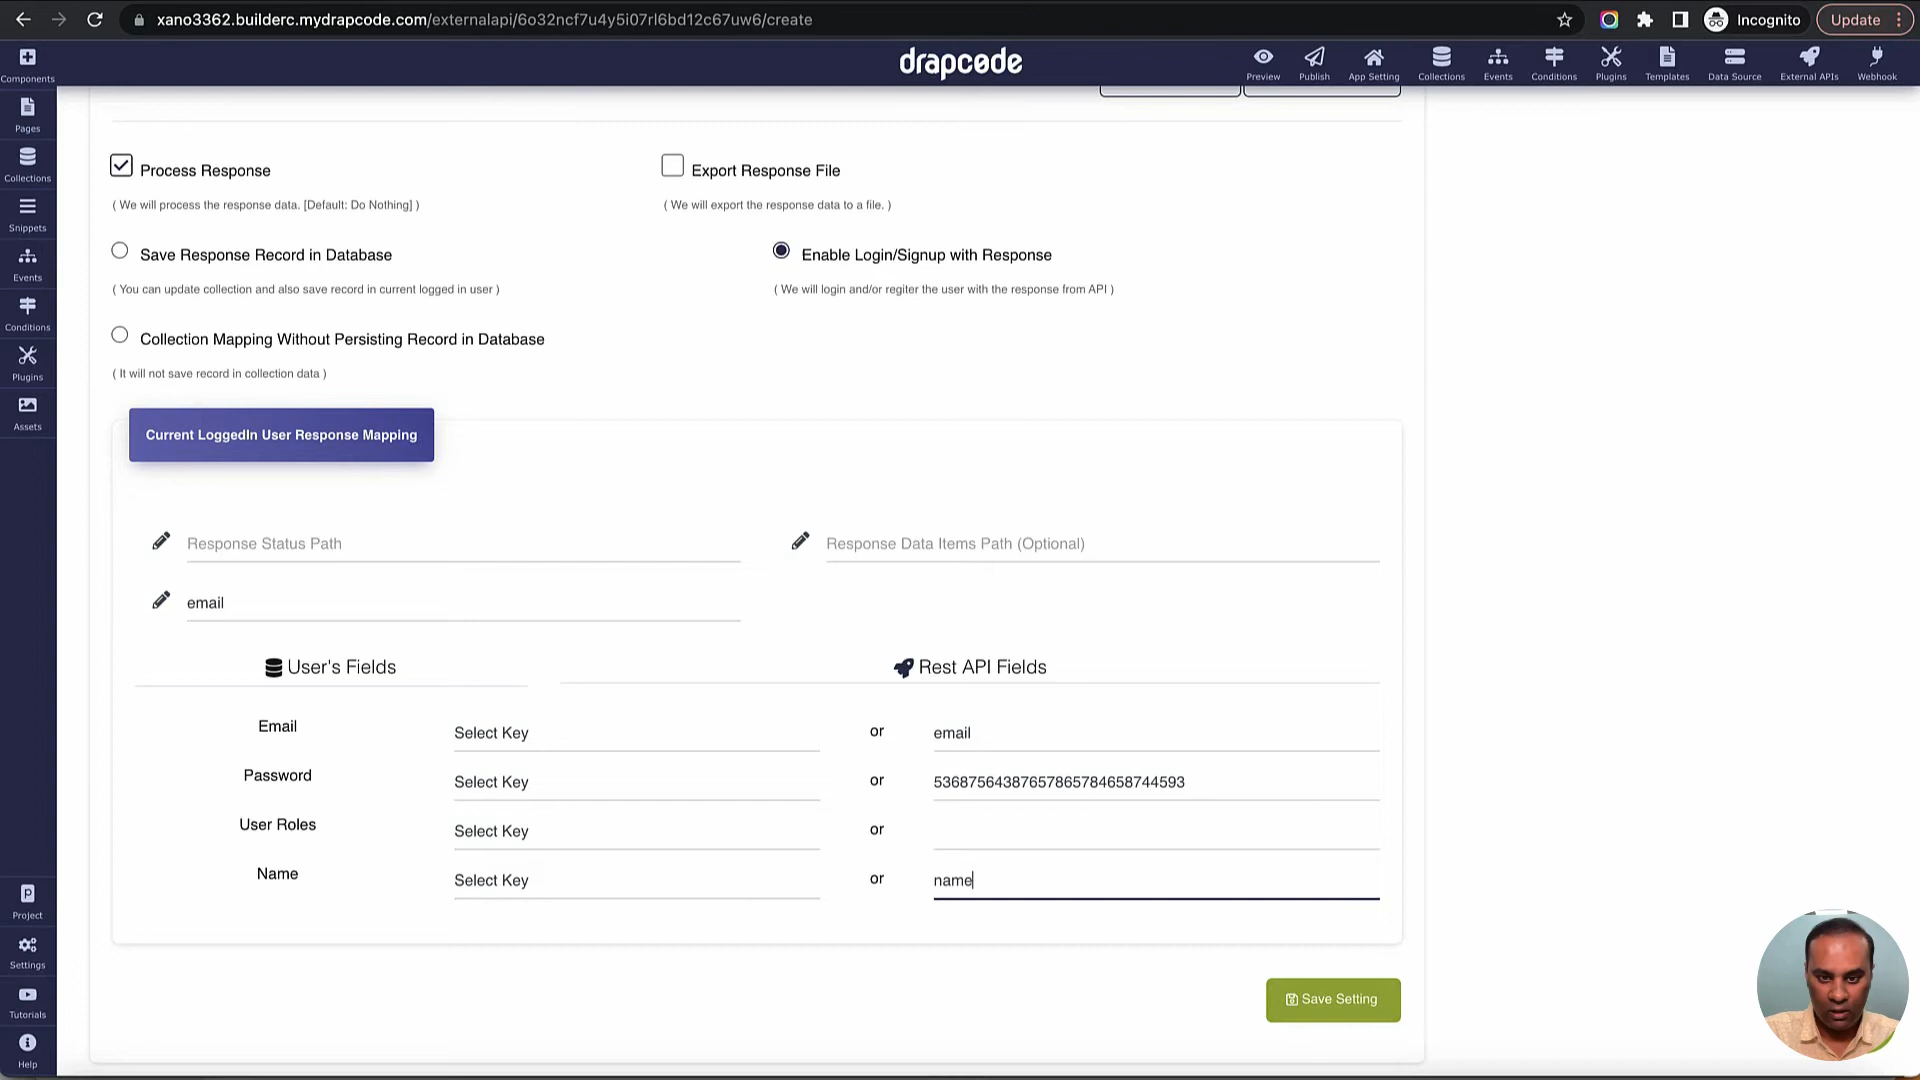 xano3362.builderc.mydrapcode.com/externalapi/6o32ncf7u4y5i07rl6bd12c67uw6/create
Incognito
Update
Components
drapcode
Preview
Publish
App Setting
Collections
Events
Conditions
Plugins
Templates
Data Source
External APIs
Webhook
Pages
Collections
Snippets
Events
Conditions
Plugins
Assets
Project
Settings
Tutorials
Help
Process Response
Export Response File
( We will process the response data. [Default: Do Nothing] )
( We will export the response data to a file. )
Save Response Record in Database
Enable Login/Signup with Response
( You can update collection and also save record in current logged in user )
( We will login and/or regiter the user with the response from API )
Collection Mapping Without Persisting Record in Database
( It will not save record in collection data )
Current LoggedIn User Response Mapping
Response Status Path
Response Data Items Path (Optional)
email
User's Fields
Rest API Fields
Email
Select Key
or
email
Password
Select Key
or
53687564387657865784658744593
User Roles
Select Key
or
Name
Select Key
or
name
Save Setting